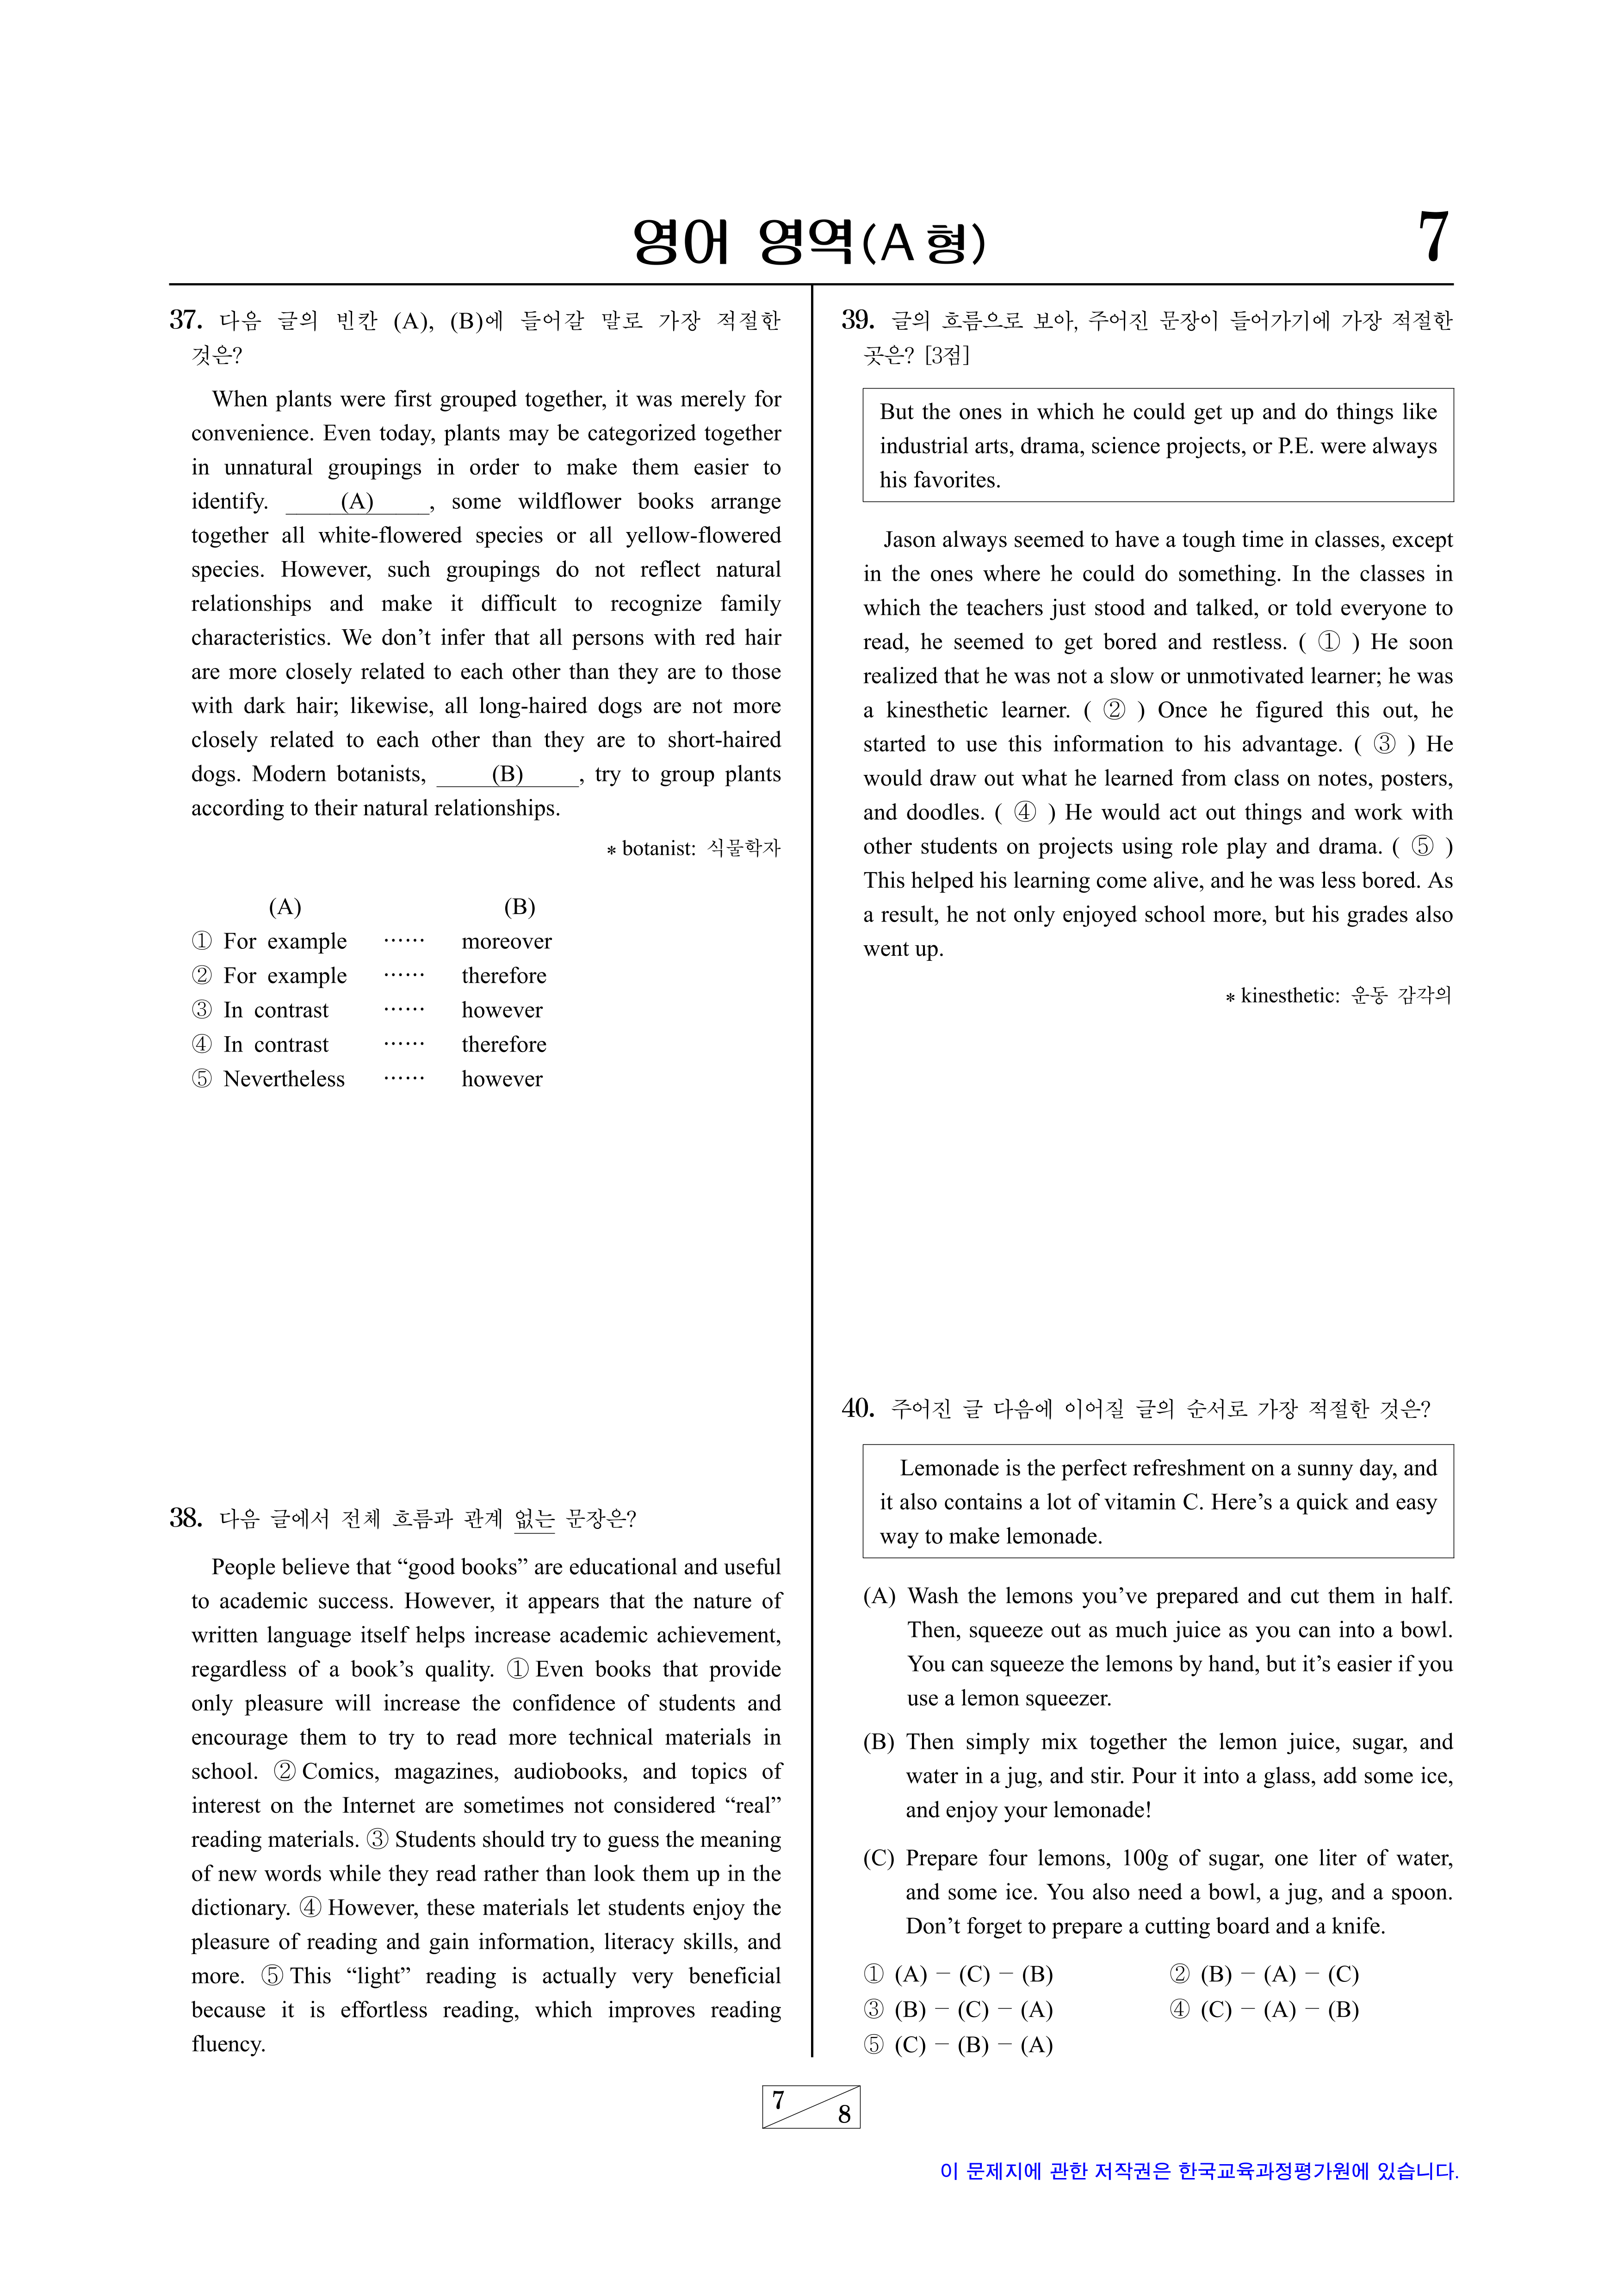 영어 영역(A 형)
7
37. 다음 글의 빈칸 (A), (B)에 들어갈 말로 가장 적절한
것은?
When plants were first grouped together, it was merely for
convenience. Even today, plants may be categorized together
in unnatural groupings in order to make them easier to
identify. ______(A)______, some wildflower books arrange
together all white-flowered species or all yellow-flowered
species. However, such groupings do not reflect natural
relationships and make it difficult to recognize family
characteristics. We don’t infer that all persons with red hair
are more closely related to each other than they are to those
with dark hair; likewise, all long-haired dogs are not more
closely related to each other than they are to short-haired
dogs. Modern botanists, ______(B)______, try to group plants
according to their natural relationships.
* botanist: 식물학자
(A) (B)
① For example ······ moreover
② For example ······ therefore
③ In contrast ······ however
④ In contrast ······ therefore
⑤ Nevertheless ······ however
38. 다음 글에서 전체 흐름과 관계 없는 문장은?
People believe that “good books” are educational and useful
to academic success. However, it appears that the nature of
written language itself helps increase academic achievement,
regardless of a book’s quality. ① Even books that provide
only pleasure will increase the confidence of students and
encourage them to try to read more technical materials in
school. ② Comics, magazines, audiobooks, and topics of
interest on the Internet are sometimes not considered “real”
reading materials. ③ Students should try to guess the meaning
of new words while they read rather than look them up in the
dictionary. ④ However, these materials let students enjoy the
pleasure of reading and gain information, literacy skills, and
more. ⑤ This “light” reading is actually very beneficial
because it is effortless reading, which improves reading
fluency.
39. 글의 흐름으로 보아, 주어진 문장이 들어가기에 가장 적절한
곳은? [3점]
But the ones in which he could get up and do things like
industrial arts, drama, science projects, or P.E. were always
his favorites.
Jason always seemed to have a tough time in classes, except
in the ones where he could do something. In the classes in
which the teachers just stood and talked, or told everyone to
read, he seemed to get bored and restless. ( ① ) He soon
realized that he was not a slow or unmotivated learner; he was
a kinesthetic learner. ( ② ) Once he figured this out, he
started to use this information to his advantage. ( ③ ) He
would draw out what he learned from class on notes, posters,
and doodles. ( ④ ) He would act out things and work with
other students on projects using role play and drama. ( ⑤ )
This helped his learning come alive, and he was less bored. As
a result, he not only enjoyed school more, but his grades also
went up.
* kinesthetic: 운동 감각의
40. 주어진 글 다음에 이어질 글의 순서로 가장 적절한 것은?
Lemonade is the perfect refreshment on a sunny day, and
it also contains a lot of vitamin C. Here’s a quick and easy
way to make lemonade.
(A) Wash the lemons you’ve prepared and cut them in half.
Then, squeeze out as much juice as you can into a bowl.
You can squeeze the lemons by hand, but it’s easier if you
use a lemon squeezer.
(B) Then simply mix together the lemon juice, sugar, and
water in a jug, and stir. Pour it into a glass, add some ice,
and enjoy your lemonade!
(C) Prepare four lemons, 100g of sugar, one liter of water,
and some ice. You also need a bowl, a jug, and a spoon.
Don’t forget to prepare a cutting board and a knife.
① (A) － (C) － (B) ② (B) － (A) － (C)
③ (B) － (C) － (A) ④ (C) － (A) － (B)
⑤ (C) － (B) － (A)
7
8
이 문제지에 관한 저작권은 한국교육과정평가원에 있습니다.